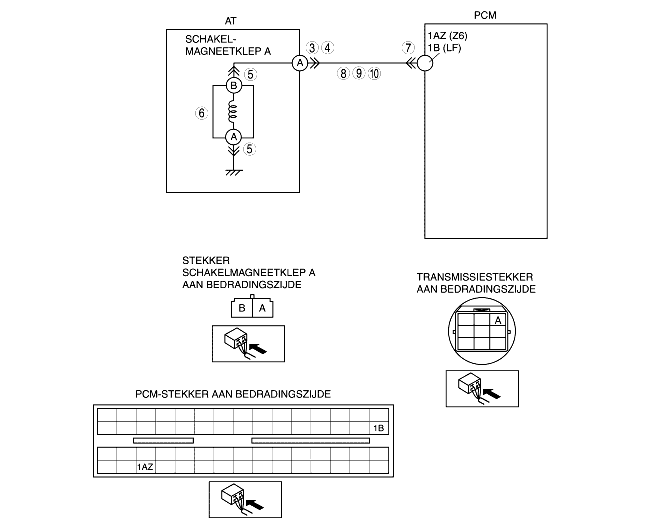 AT
PCM
SCHAKEL-
MAGNEETKLEP A
3 4
7
1AZ (Z6)
1B (LF)
A
8 9 10
5
B
6
A
5
STEKKER
SCHAKELMAGNEETKLEP A
AAN BEDRADINGSZIJDE
B A
TRANSMISSIESTEKKER
AAN BEDRADINGSZIJDE
A
PCM-STEKKER AAN BEDRADINGSZIJDE
1B
1AZ